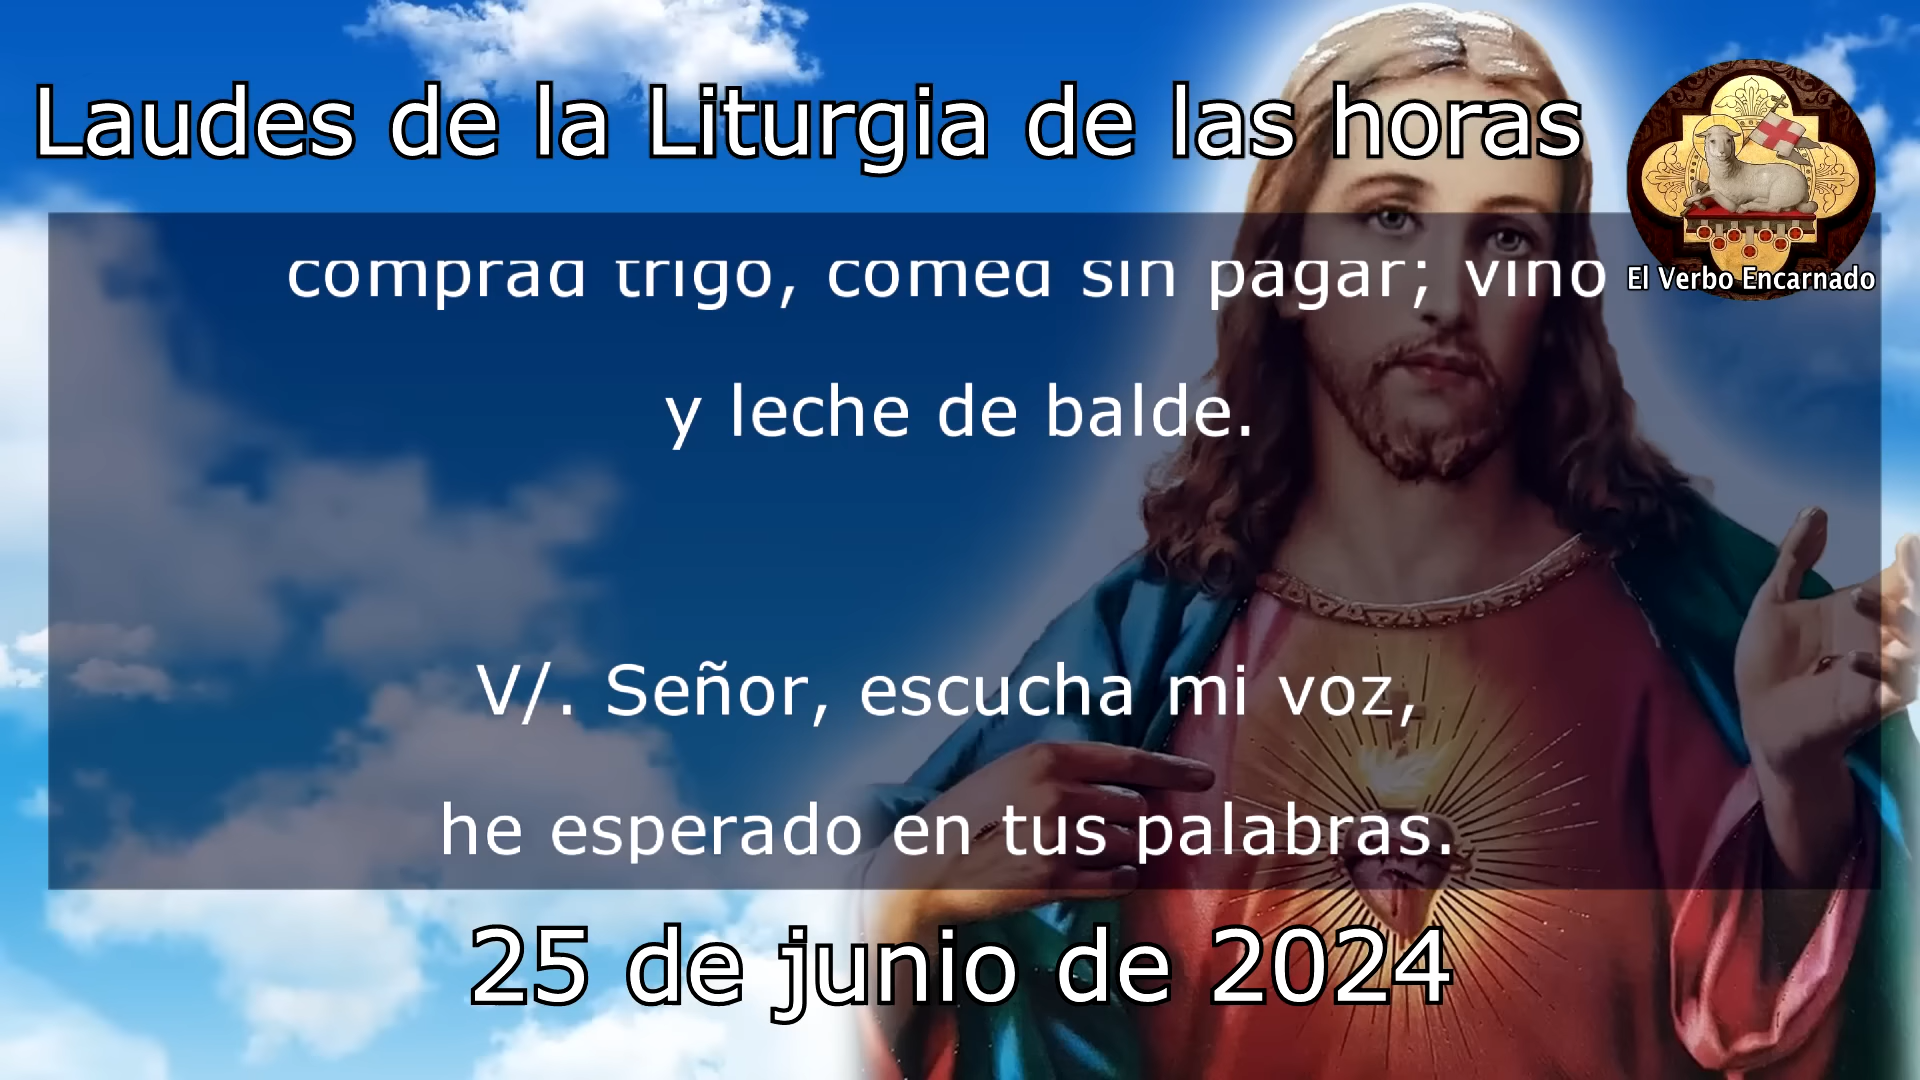 Laudes de la Liturgia de las horas
comprad trigo, comed sin pagar; vino
El Verbo Encarnado
y leche de balde.
V/. Señor, escucha mi voz,
he esperado en tus palabras.
25 de junio de 2024